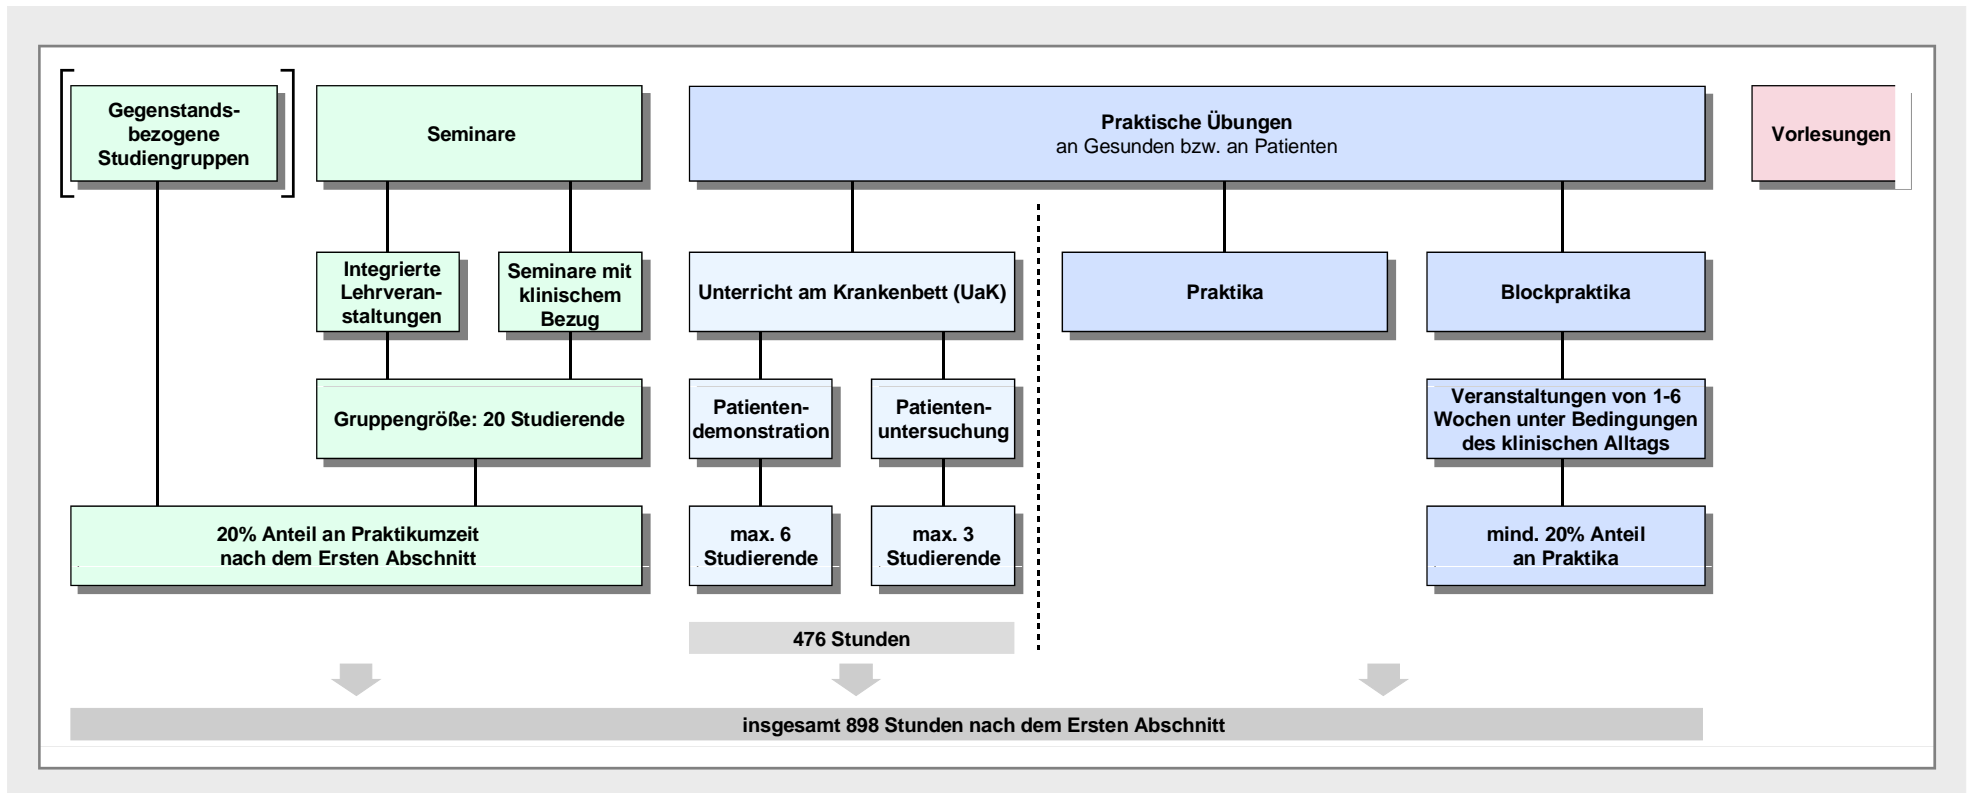 Gegenstands-
bezogene
Studiengruppen
Seminare
Praktische Übungen
an Gesunden bzw. an Patienten
Vorlesungen
Integrierte
Lehrveran-
staltungen
Seminare mit
klinischem
Bezug
Unterricht am Krankenbett (UaK)
Praktika
Blockpraktika
Gruppengröße: 20 Studierende
Patienten-
demonstration
Patienten-
untersuchung
Veranstaltungen von 1-6
Wochen unter Bedingungen
des klinischen Alltags
20% Anteil an Praktikumzeit
nach dem Ersten Abschnitt
max. 6
Studierende
max. 3
Studierende
mind. 20% Anteil
an Praktika
476 Stunden
insgesamt 898 Stunden nach dem Ersten Abschnitt